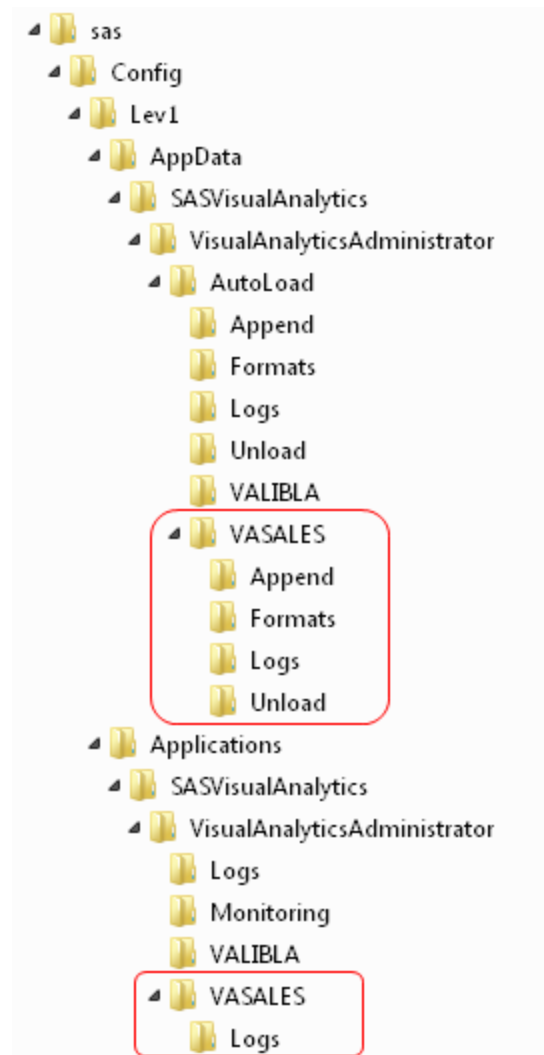 sas
Config
Lev1
AppData
SASVisualAnalytics
VisualAnalyticsAdministrator
AutoLoad
Append
Formats
Logs
Unload
VALIBLA
VASALES
Append
Formats
Logs
Unload
Applications
SASVisualAnalytics
VisualAnalyticsAdministrator
Logs
Monitoring
VALIBLA
VASALES
Logs